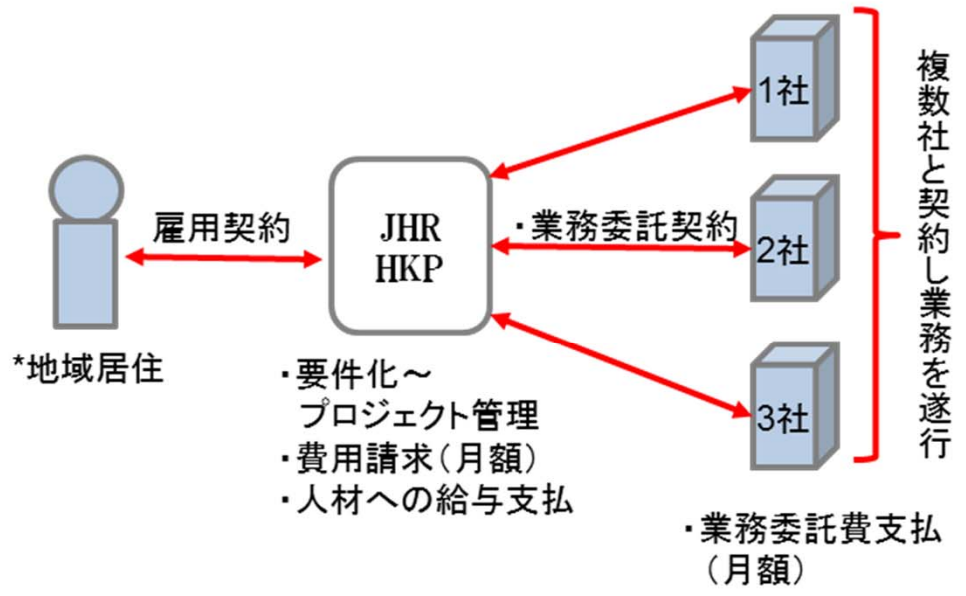 雇用契約
*地域居住
JHR
HKP
・要件化～
プロジェクト管理
・費用請求（月額）
・人材への給与支払
・業務委託契約
1社
2社
3社
・業務委託費支払
（月額）
複数社と契約し業務を遂行